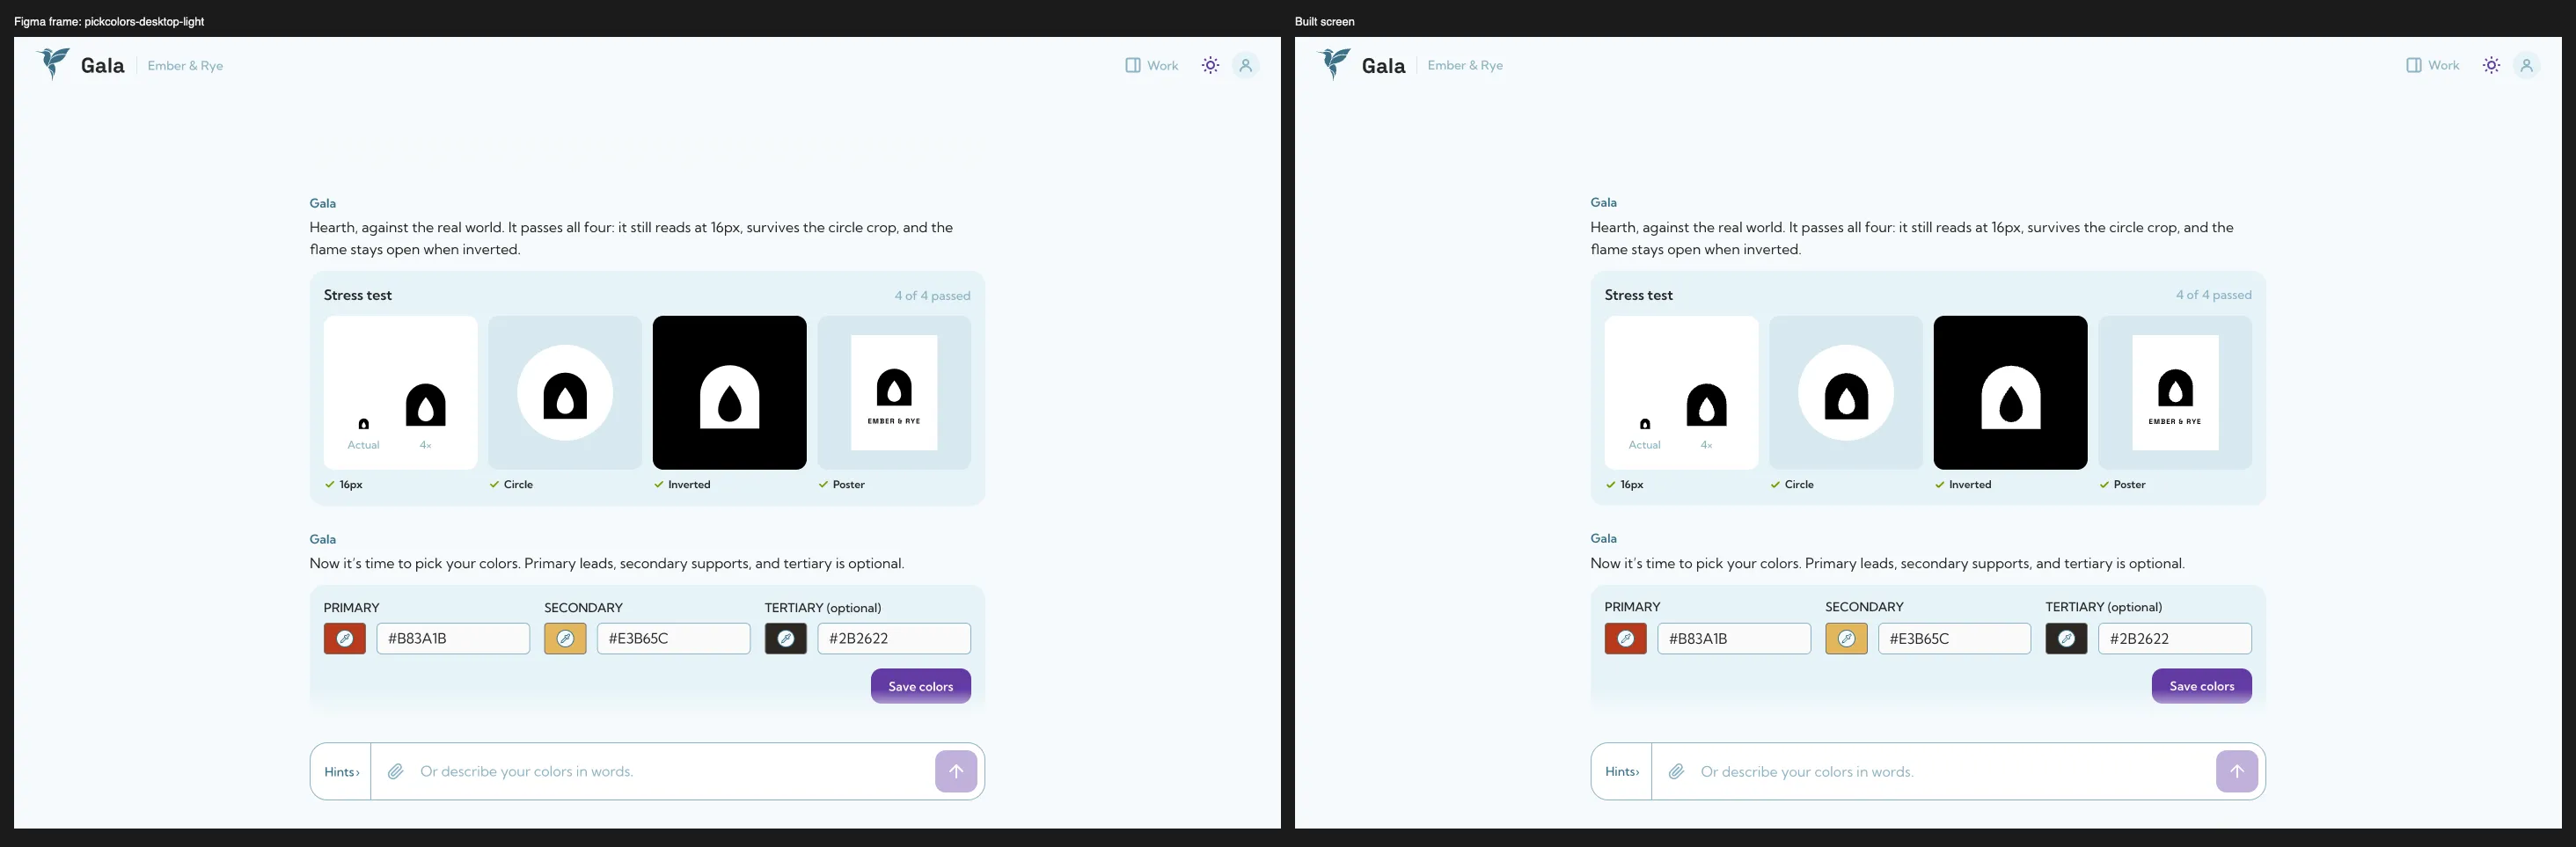 Figma frame: pickcolors-desktop-light
Gala
Ember & Rye
Work
Gala
Hearth, against the real world. It passes all four: it still reads at 16px, survives the circle crop, and the
flame stays open when inverted.
Stress test
4 of 4 passed
Actual
4×
EMBER & RYE
16px
Circle
Inverted
Poster
Gala
Now it's time to pick your colors. Primary leads, secondary supports, and tertiary is optional.
PRIMARY
SECONDARY
TERTIARY (optional)
#B83A1B
#E3B65C
#2B2622
Save colors
Hints›
Or describe your colors in words.
Built screen
Gala
Ember & Rye
Work
Gala
Hearth, against the real world. It passes all four: it still reads at 16px, survives the circle crop, and the
flame stays open when inverted.
Stress test
4 of 4 passed
Actual
4×
EMBER & RYE
16px
Circle
Inverted
Poster
Gala
Now it's time to pick your colors. Primary leads, secondary supports, and tertiary is optional.
PRIMARY
SECONDARY
TERTIARY (optional)
#B83A1B
#E3B65C
#2B2622
Save colors
Hints›
Or describe your colors in words.